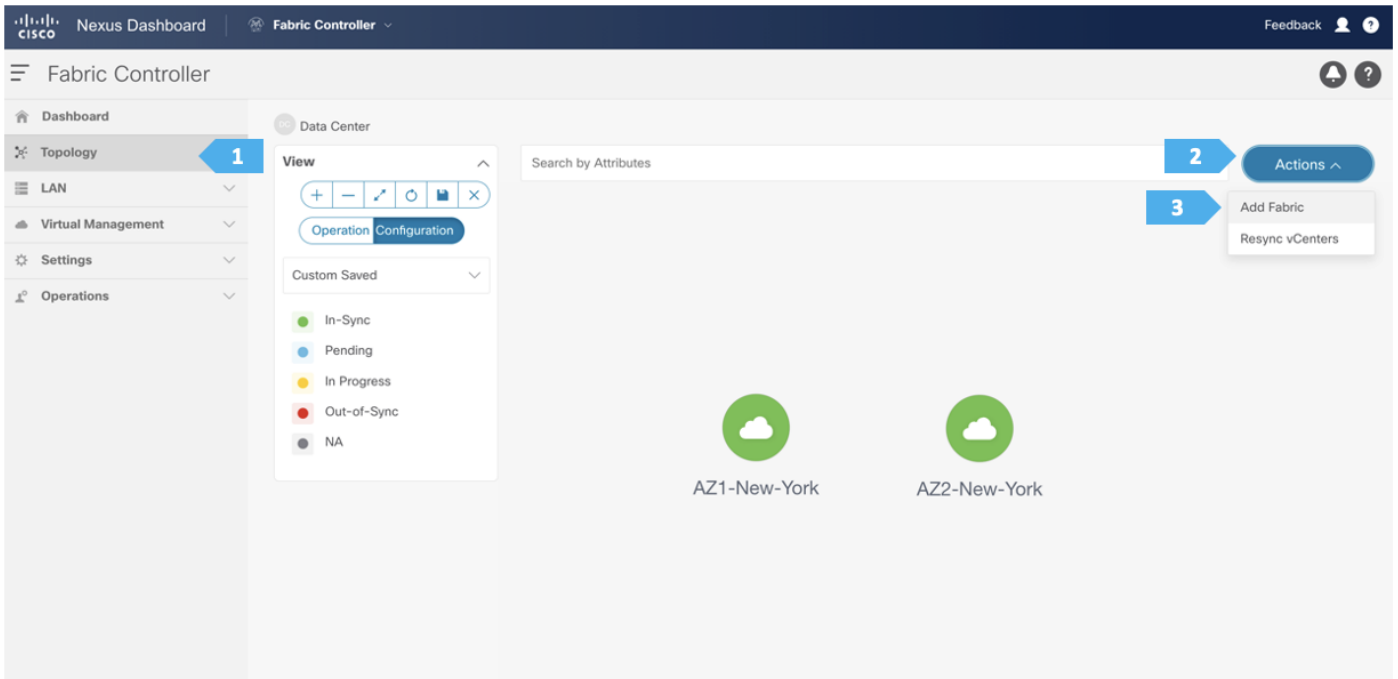 CISCO Nexus Dashboard Fabric Controller Feedback ?
Fabric Controller ?
Dashboard
Topology 1
LAN
Virtual Management
Settings
Operations
DC Data Center
View
Search by Attributes
2 Actions
3 Add Fabric
Resync vCenters
Operation Configuration
Custom Saved
In-Sync
Pending
In Progress
Out-of-Sync
NA
AZ1-New-York AZ2-New-York